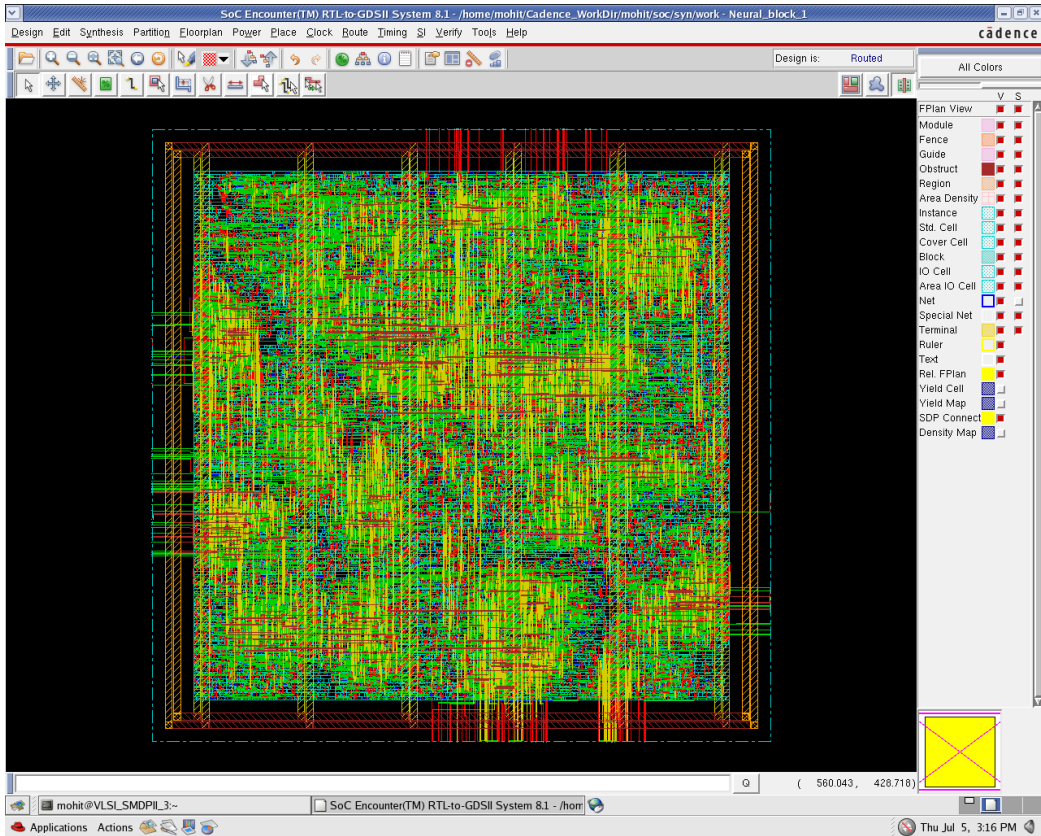 SoC Encounter(TM) RTL-to-GDSII System 8.1 - /home/mohit/Cadence_WorkDir/mohit/soc/syn/work - Neural_block_1
Design Edit Synthesis Partition Floorplan Power Place Clock Route Timing SI Verify Tools Help
cādence
Design is: Routed
All Colors
V S
FPlan View
Module
Fence
Guide
Obstruct
Region
Area Density
Instance
Std. Cell
Cover Cell
Block
IO Cell
Area IO Cell
Net
Special Net
Terminal
Ruler
Text
Rel. FPlan
Yield Cell
Yield Map
SDP Connect
Density Map
Q ( 560.043, 428.718)
mohit@VLSI_SMDPII_3:~ SoC Encounter(TM) RTL-to-GDSII System 8.1 - /hom
Applications Actions Thu Jul 5, 3:16 PM